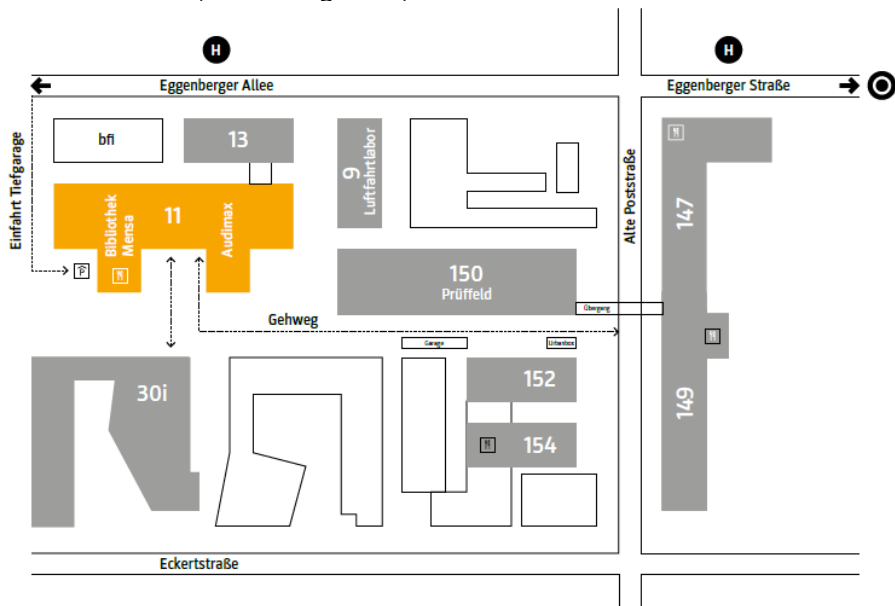 H
H
Eggenberger Allee
Eggenberger Straße
Einfahrt Tiefgarage
bfi
13
9
Luftfahrtlabor
Alte Poststraße
147
11
Bibliothek
Mensa
Audimax
P
150
Prüffeld
Übergang
Gehweg
Garage
Urbanbox
30i
152
149
154
Eckertstraße